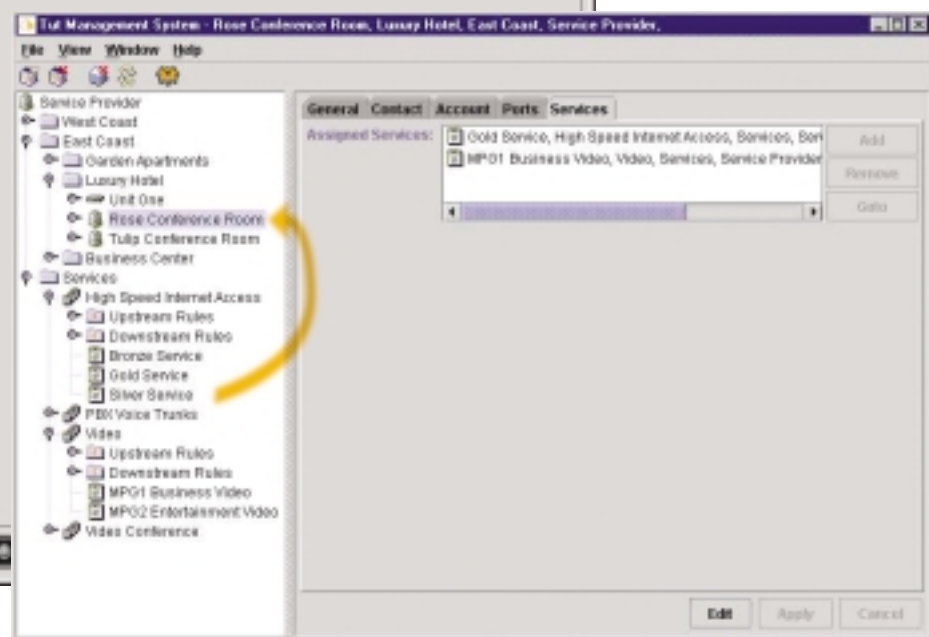 Tut Management System - Rose Conference Room, Luxury Hotel, East Coast, Service Provider,
File View Window Help
Service Provider
West Coast
East Coast
Garden Apartments
Luxury Hotel
Unit One
Rose Conference Room
Tulip Conference Room
Business Center
Services
High Speed Internet Access
Upstream Rules
Downstream Rules
Bronze Service
Gold Service
Silver Service
PBX Voice Trunks
Video
Upstream Rules
Downstream Rules
MPG1 Business Video
MPG2 Entertainment Video
Video Conference
General Contact Account Ports Services
Assigned Services:
Gold Service, High Speed Internet Access, Services, Serv
MPG1 Business Video, Video, Services, Service Provider
Add
Remove
Goto
Edit Apply Cancel